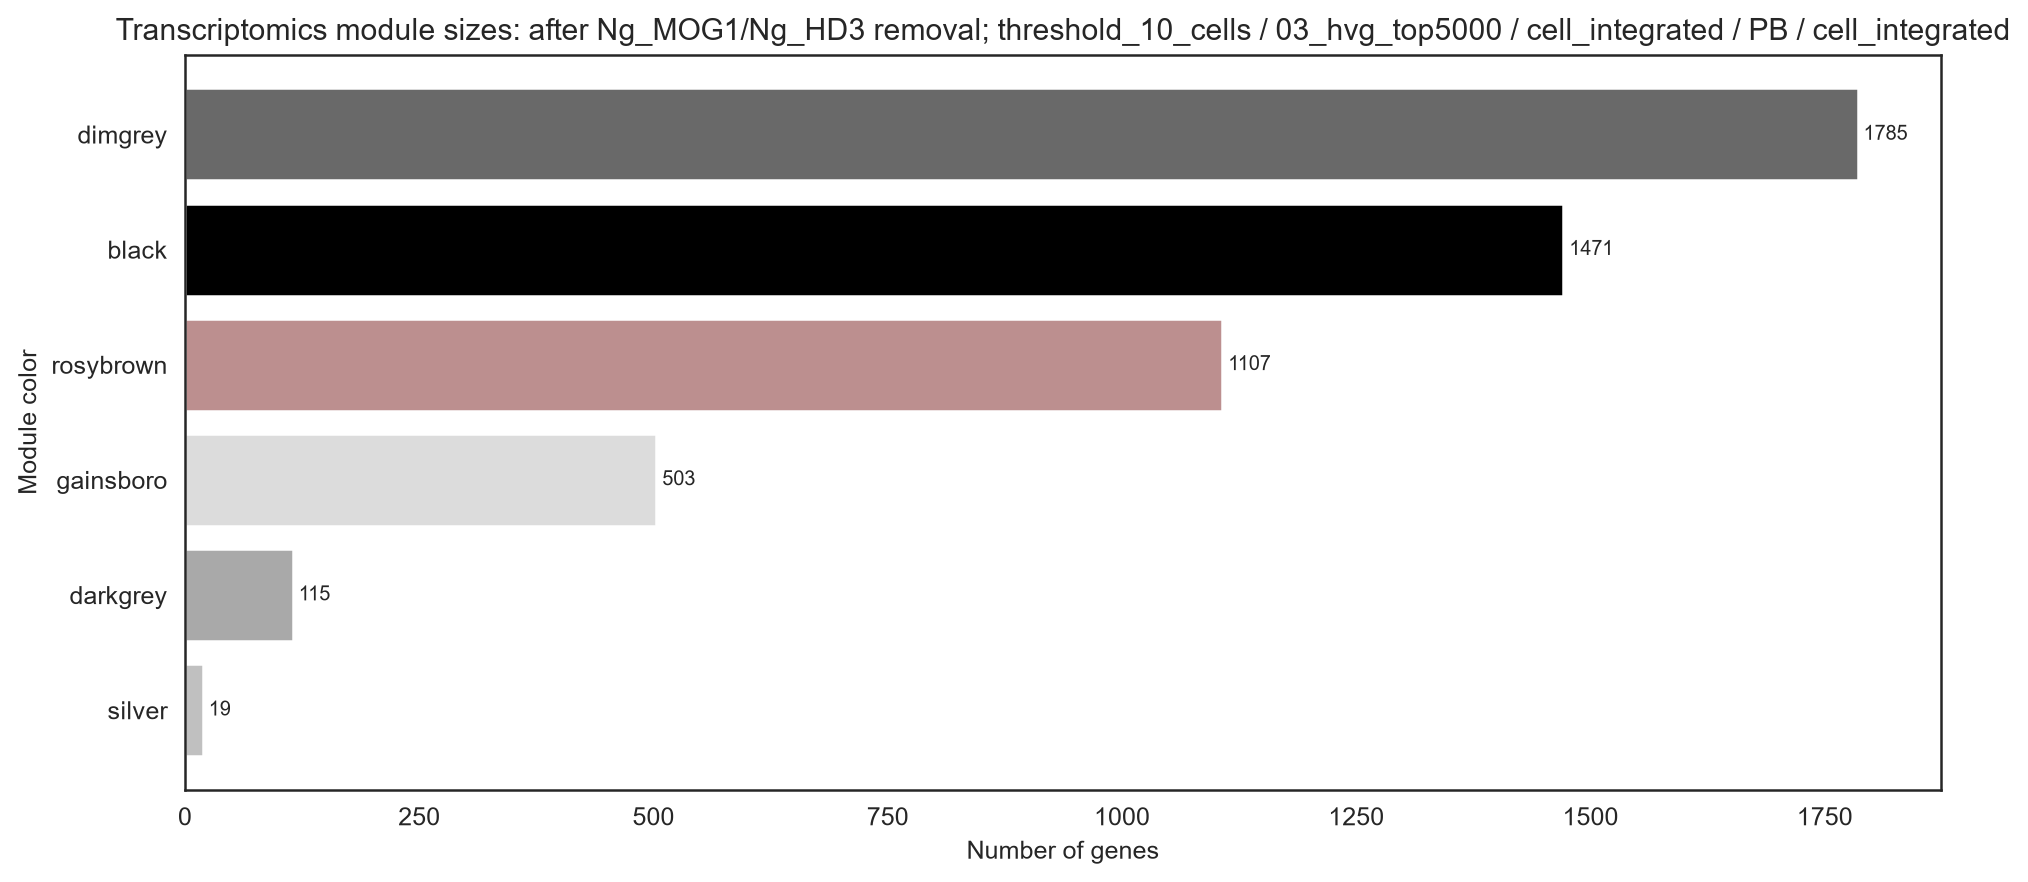 Transcriptomics module sizes: after Ng_MOG1/Ng_HD3 removal; threshold_10_cells / 03_hvg_top5000 / cell_integrated / PB / cell_integrated
Module color
dimgrey 1785
black 1471
rosybrown 1107
gainsboro 503
darkgrey 115
silver 19
0 250 500 750 1000 1250 1500 1750
Number of genes